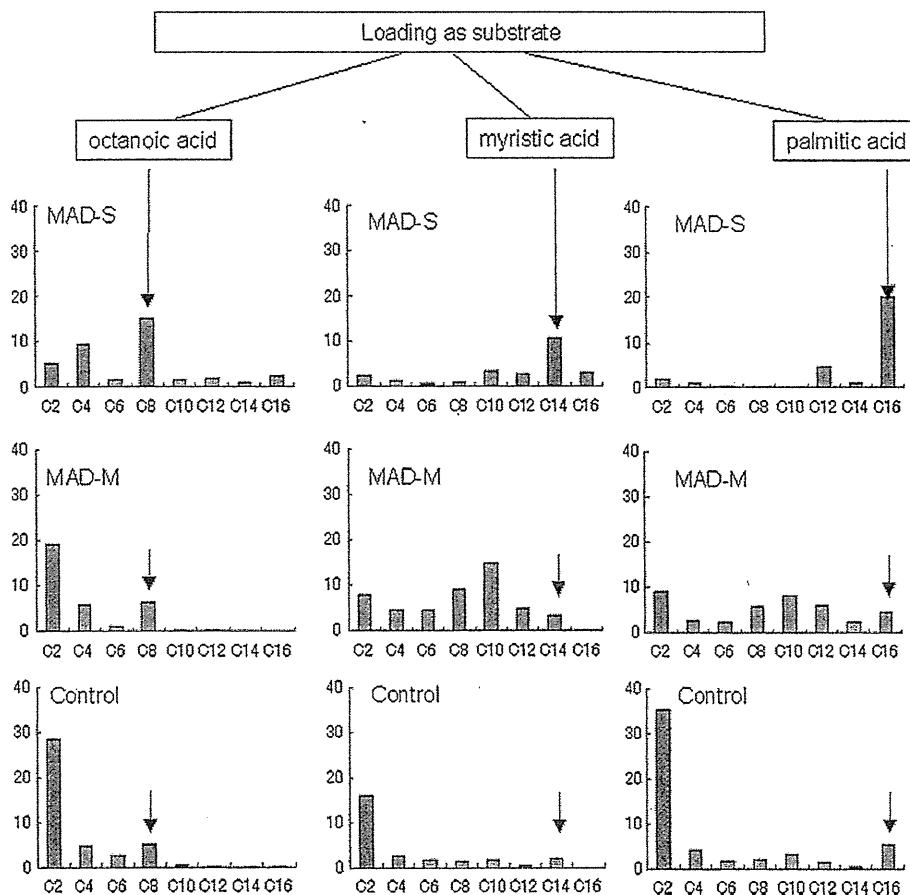 Loading as substrate
octanoic acid myristic acid palmitic acid
40 MAD-S 40 MAD-S 40 MAD-S
30 30 30
20 20 20
10 10 10
0 0 0
C2 C4 C6 C8 C10 C12 C14 C16 C2 C4 C6 C8 C10 C12 C14 C16 C2 C4 C6 C8 C10 C12 C14 C16
40 MAD-M 40 MAD-M 40 MAD-M
30 30 30
20 20 20
10 10 10
0 0 0
C2 C4 C6 C8 C10 C12 C14 C16 C2 C4 C6 C8 C10 C12 C14 C16 C2 C4 C6 C8 C10 C12 C14 C16
40 Control 40 Control 40 Control
30 30 30
20 20 20
10 10 10
0 0 0
C2 C4 C6 C8 C10 C12 C14 C16 C2 C4 C6 C8 C10 C12 C14 C16 C2 C4 C6 C8 C10 C12 C14 C16